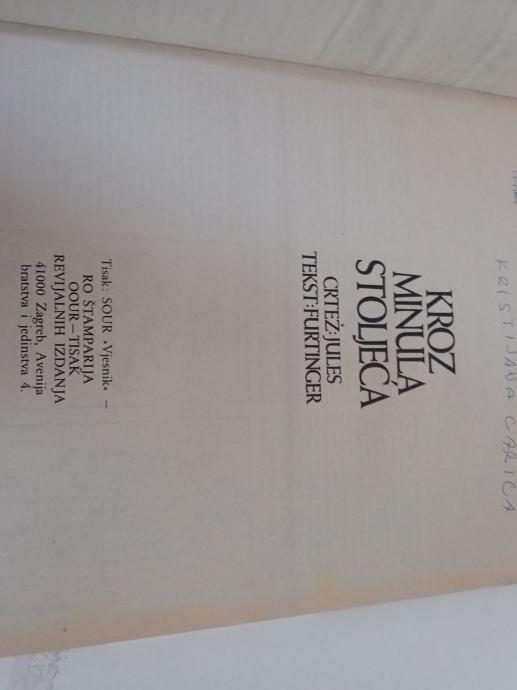 KRISTIJANA CARICA
KROZ
MINULA
STOLJEĆA
CRTEŽ: JULES
TEKST: FURTINGER
Tisak: SOUR »Vjesnik« –
RO ŠTAMPARIJA
OOUR – TISAK
REVIJALNIH IZDANJA
41000 Zagreb, Avenija
bratstva i jedinstva 4.